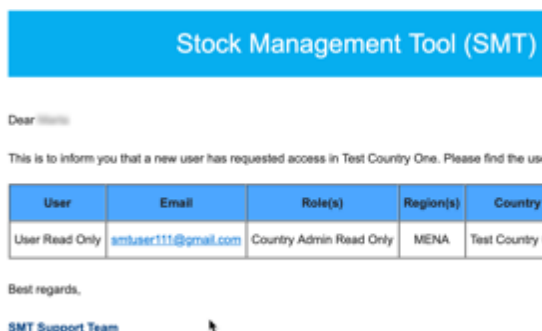 Stock Management Tool (SMT)
Dear
This is to inform you that a new user has requested access in Test Country One. Please find the
User Email Role(s) Region(s) Country
User Read Only smtuser111@gmail.com Country Admin Read Only MENA Test Country
Best regards,
SMT Support Team